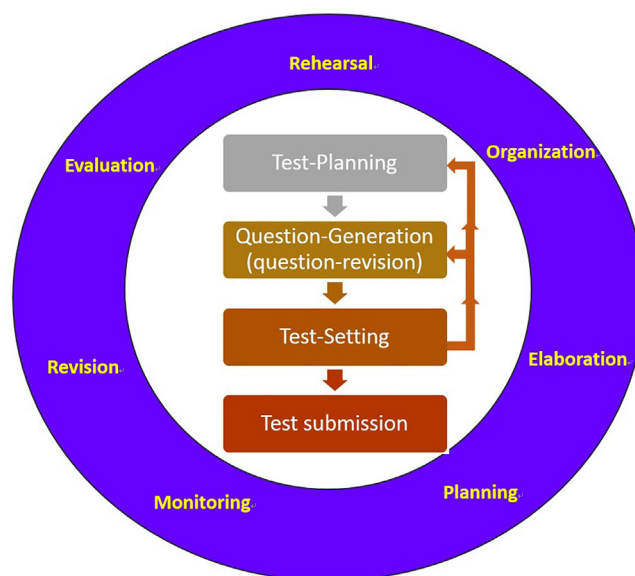 Rehearsal
Organization
Evaluation
Test-Planning
Question-Generation
(question-revision)
Test-Setting
Elaboration
Revision
Test submission
Planning
Monitoring